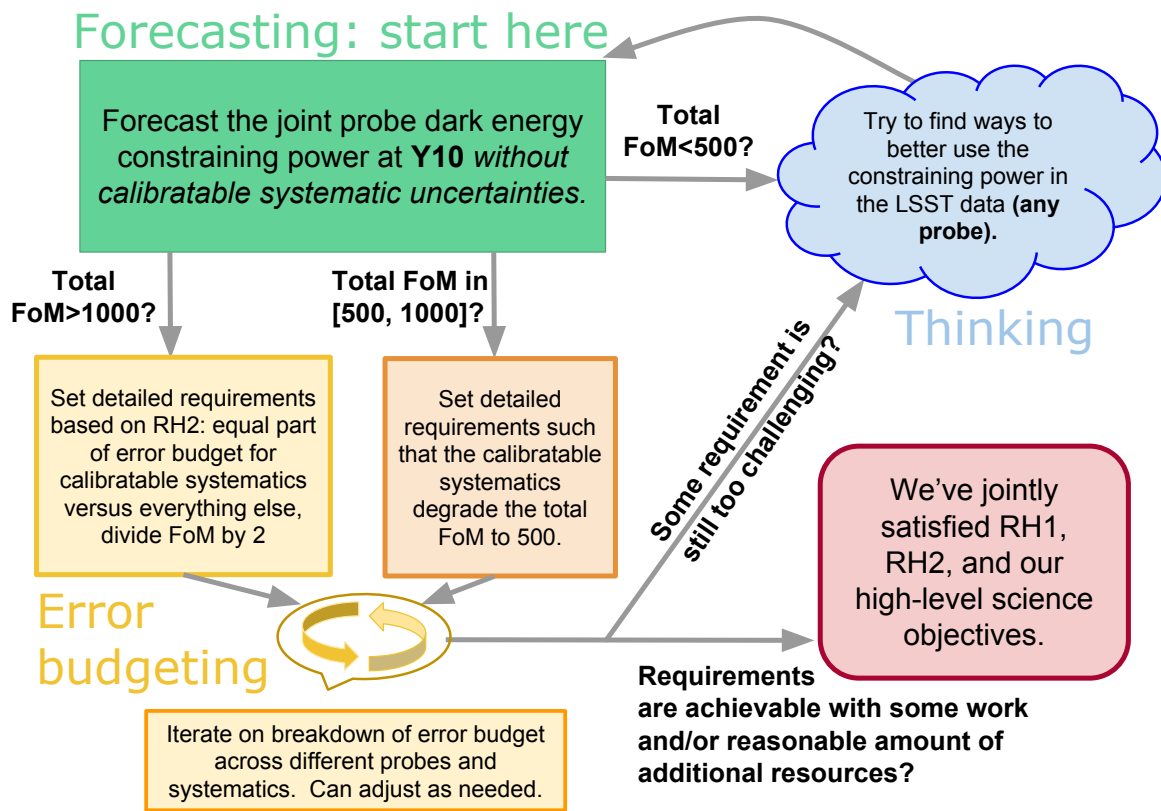 Forecasting: start here
Forecast the joint probe dark energy
constraining power at Y10 without
calibratable systematic uncertainties.
Total
FoM<500?
Try to find ways to
better use the
constraining power in
the LSST data (any
probe).
Thinking
Total
FoM>1000?
Total FoM in
[500, 1000]?
Set detailed requirements
based on RH2: equal part
of error budget for
calibratable systematics
versus everything else,
divide FoM by 2
Set detailed
requirements such
that the calibratable
systematics
degrade the total
FoM to 500.
Some requirement is
still too challenging?
We’ve jointly
satisfied RH1,
RH2, and our
high-level science
objectives.
Error
budgeting
Requirements
are achievable with some work
and/or reasonable amount of
additional resources?
Iterate on breakdown of error budget
across different probes and
systematics.  Can adjust as needed.